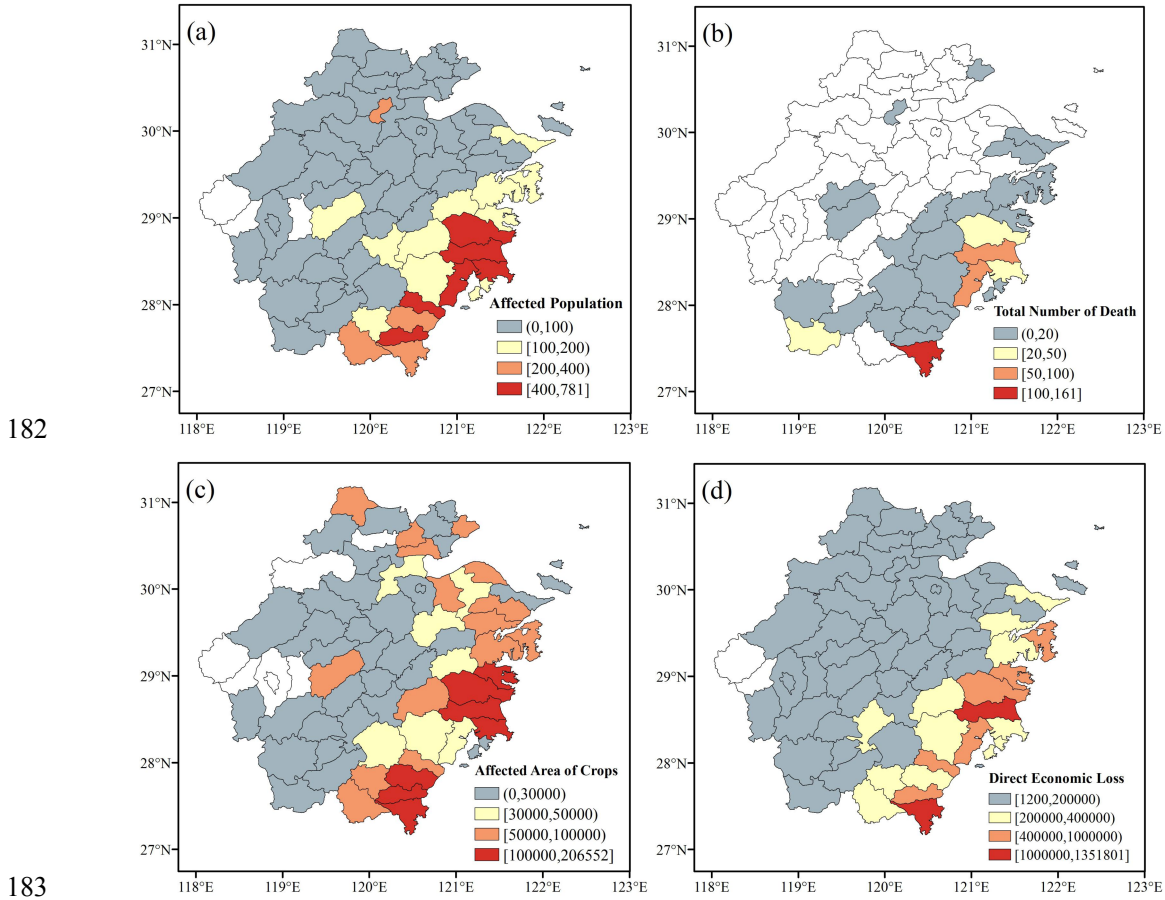 (a)
31°N
30°N
29°N
28°N
27°N
118°E 119°E 120°E 121°E 122°E 123°E
Affected Population
(0,100)
[100,200)
[200,400)
[400,781]
(b)
31°N
30°N
29°N
28°N
27°N
118°E 119°E 120°E 121°E 122°E 123°E
Total Number of Death
(0,20)
[20,50)
[50,100)
[100,161]
182
(c)
31°N
30°N
29°N
28°N
27°N
118°E 119°E 120°E 121°E 122°E 123°E
Affected Area of Crops
(0,30000)
[30000,50000)
[50000,100000)
[100000,206552]
(d)
31°N
30°N
29°N
28°N
27°N
118°E 119°E 120°E 121°E 122°E 123°E
Direct Economic Loss
[1200,200000)
[200000,400000)
[400000,1000000)
[1000000,1351801]
183